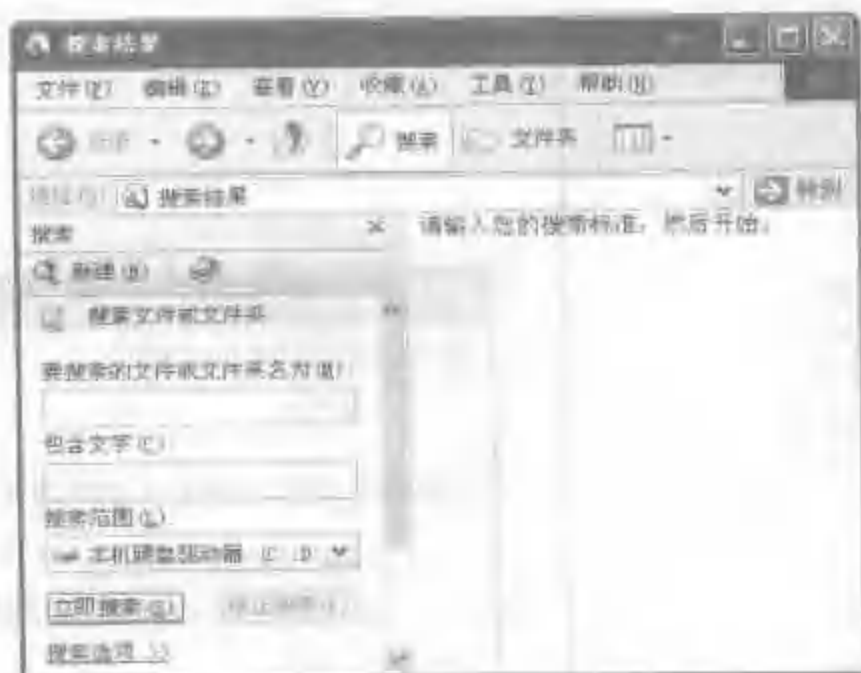 搜索结果
文件(F) 编辑(E) 查看(V) 收藏(A) 工具(T) 帮助(H)
搜索 文件夹
搜索结果 转到
搜索
新建(N)
搜索文件或文件夹
要搜索的文件或文件夹名为(M)
包含文字(C)
搜索范围(L)
本机硬盘驱动器 (C: D
立即搜索(S)
搜索选项 >>
请输入您的搜索标准，然后开始。